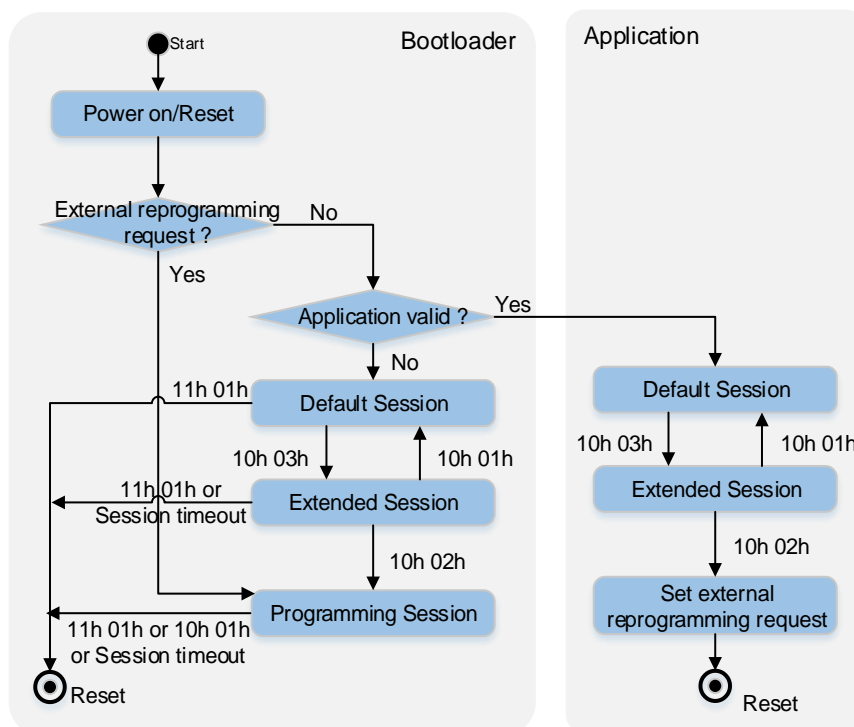 Bootloader
Application
Start
Power on/Reset
External reprogramming
request ?
No
Yes
Application valid ?
Yes
No
11h 01h
Default Session
Default Session
10h 03h
10h 01h
10h 03h
10h 01h
11h 01h or
Session timeout
Extended Session
Extended Session
10h 02h
10h 02h
Programming Session
Set external
reprogramming request
11h 01h or 10h 01h
or Session timeout
Reset
Reset